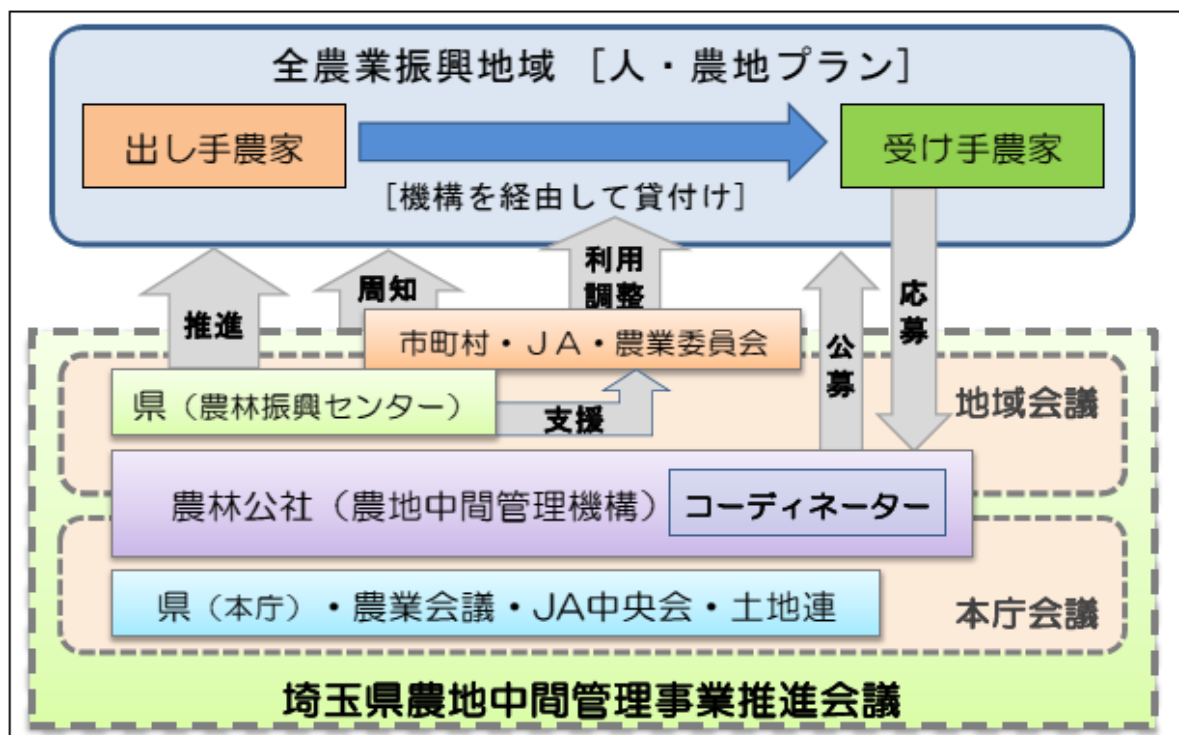 全農業振興地域 [人・農地プラン]
出し手農家
受け手農家
[機構を経由して貸付け]
推進
周知
利用
調整
公募
応募
市町村・JA・農業委員会
県（農林振興センター）
支援
地域会議
農林公社（農地中間管理機構）
コーディネーター
県（本庁）・農業会議・JA中央会・土地連
本庁会議
埼玉県農地中間管理事業推進会議